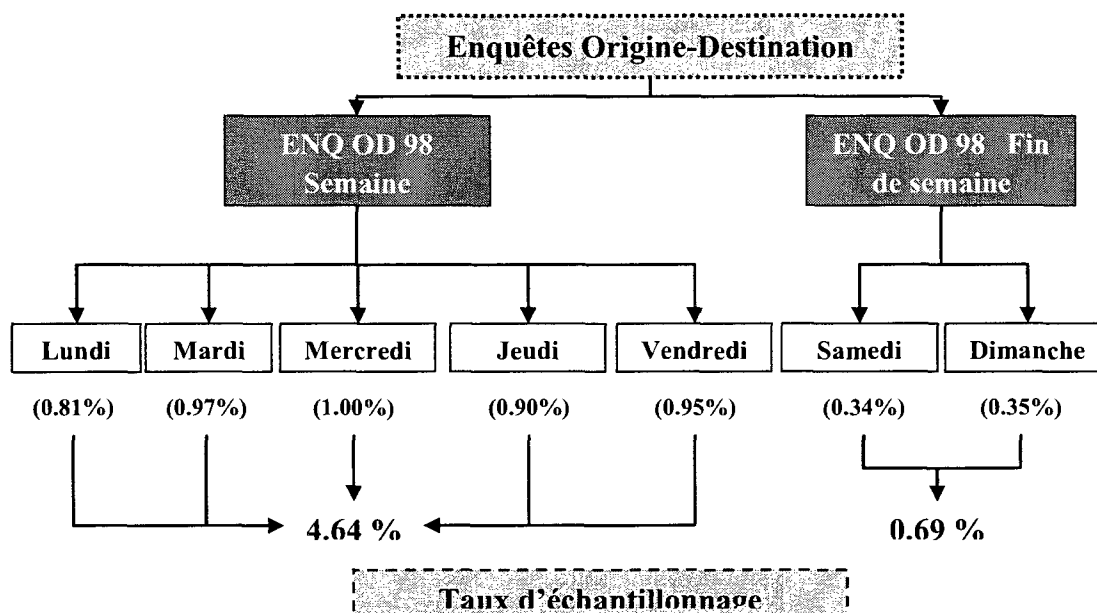 Enquêtes Origine-Destination
ENQ OD 98
Semaine
ENQ OD 98 Fin
de semaine
Lundi
Mardi
Mercredi
Jeudi
Vendredi
Samedi
Dimanche
(0.81%)
(0.97%)
(1.00%)
(0.90%)
(0.95%)
(0.34%)
(0.35%)
4.64 %
0.69 %
Taux d'échantillonnage